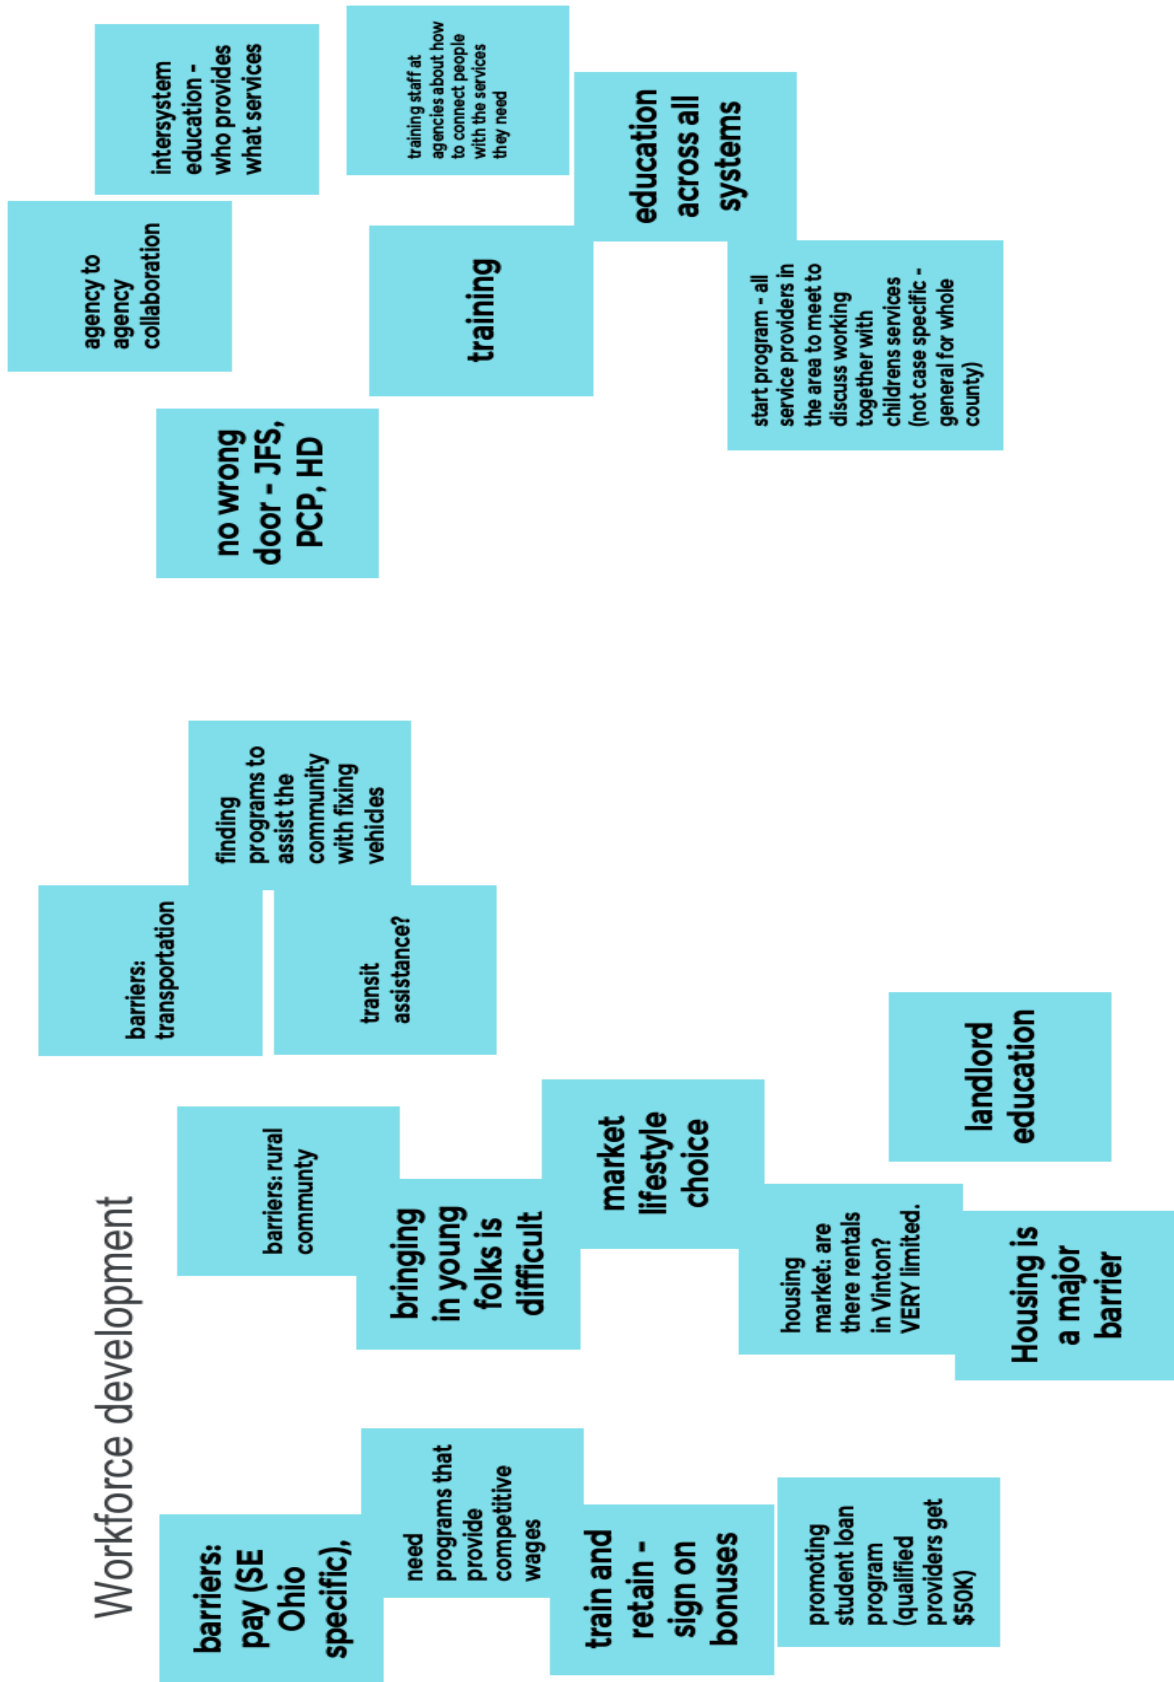 Workforce development
barriers:
pay (SE
Ohio
specific),
need
programs that
provide
competitive
wages
train and
retain -
sign on
bonuses
promoting
student loan
program
(qualified
providers get
$50K)
barriers: rural
communty
bringing
in young
folks is
difficult
market
lifestyle
choice
housing
market: are
there rentals
in Vinton?
VERY limited.
Housing is
a major
barrier
landlord
education
barriers:
transportation
transit
assistance?
finding
programs to
assist the
community
with fixing
vehicles
no wrong
door - JFS,
PCP, HD
agency to
agency
collaboration
intersystem
education -
who provides
what services
training
training staff at
agencies about how
to connect people
with the services
they need
education
across all
systems
start program - all
service providers in
the area to meet to
discuss working
together with
childrens services
(not case specific -
general for whole
county)